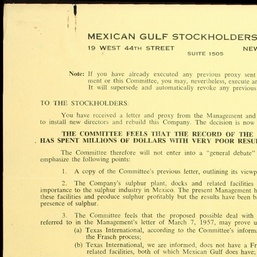 MEXICAN GULF STOCKHOLDERS
19 WEST 44TH STREET NEW
SUITE 1505
Note: If you have already executed any previous proxy sent
ment or this Committee, you may, nevertheless, execute an
It will supersede and automatically revoke any previous
TO THE STOCKHOLDERS:
You have received a letter and proxy from the Management and
to install new directors and rebuild this Company. The decision is now
THE COMMITTEE FEELS THAT THE RECORD OF THE
HAS SPENT MILLIONS OF DOLLARS WITH VERY POOR RESU
The Committee therefore will not enter into a "general debate"
emphasize the following points:
1. A copy of the Committee's previous letter, outlining its viewp
2. The Company's sulphur plant, docks and related facilities
importance to the sulphur industry in Mexico. The present Management h
these facilities and produce sulphur profitably but the results have been b
presence of sulphur.
3. The Committee feels that the proposed possible deal with
referred to in the Management's letter of March 7, 1957, may prove u
(a) Texas International, according to the Committee's inform
the Frasch process;
(b) Texas International, we are informed, does not have a Fr
related facilities, both of which Mexican Gulf does have;